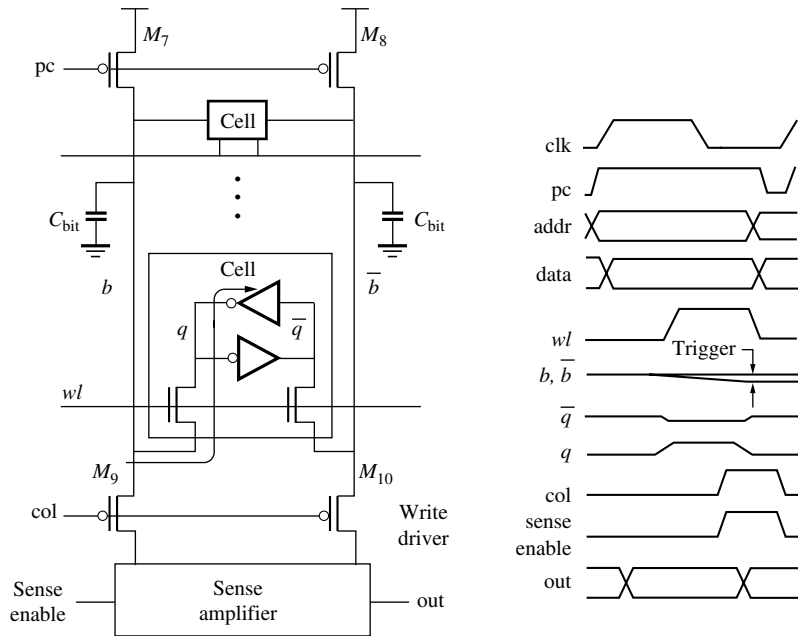 M7
M8
pc
Cell
Cbit
Cbit
b
b̅
Cell
q
q̅
wl
M9
M10
col
Write
driver
Sense
enable
Sense
amplifier
out
clk
pc
addr
data
wl
Trigger
b, b̅
q̅
q
col
sense
enable
out